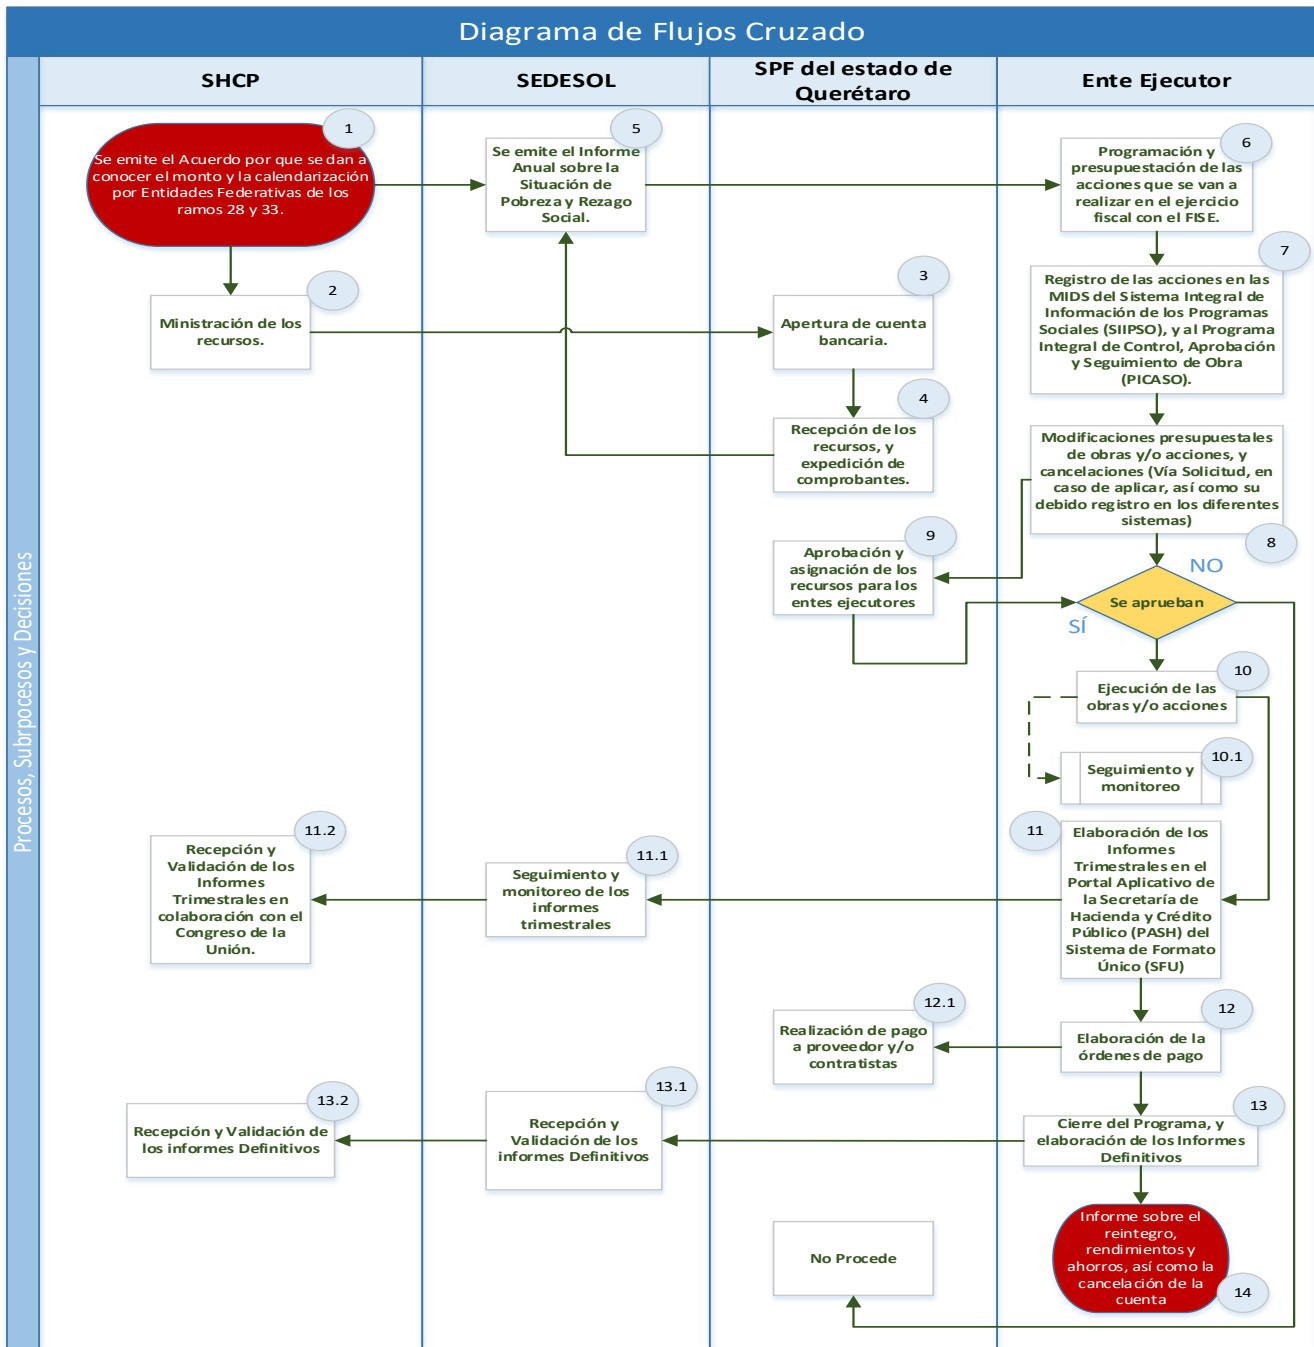 Diagrama de Flujos Cruzado
SHCP
SEDESOL
SPF del estado de
Querétaro
Ente Ejecutor
Procesos, Subrpocesos y Decisiones
1
Se emite el Acuerdo por que se dan a
conocer el monto y la calendarización
por Entidades Federativas de los
ramos 28 y 33.
5
Se emite el Informe
Anual sobre la
Situación de
Pobreza y Rezago
Social.
6
Programación y
presupuestación de las
acciones que se van a
realizar en el ejercicio
fiscal con el FISE.
2
Ministración de los
recursos.
3
Apertura de cuenta
bancaria.
7
Registro de las acciones en las
MIDS del Sistema Integral de
Información de los Programas
Sociales (SIIPSO), y al Programa
Integral de Control, Aprobación
y Seguimiento de Obra
(PICASO).
4
Recepción de los
recursos, y
expedición de
comprobantes.
Modificaciones presupuestales
de obras y/o acciones, y
cancelaciones (Vía Solicitud, en
caso de aplicar, así como su
debido registro en los diferentes
sistemas)
8
9
Aprobación y
asignación de los
recursos para los
entes ejecutores
NO
Se aprueban
SÍ
10
Ejecución de las
obras y/o acciones
10.1
Seguimiento y
monitoreo
11.2
Recepción y
Validación de los
Informes
Trimestrales en
colaboración con el
Congreso de la
Unión.
11.1
Seguimiento y
monitoreo de los
informes
trimestrales
11
Elaboración de los
Informes
Trimestrales en el
Portal Aplicativo de
la Secretaría de
Hacienda y Crédito
Público (PASH) del
Sistema de Formato
Único (SFU)
12.1
Realización de pago
a proveedor y/o
contratistas
12
Elaboración de la
órdenes de pago
13.2
Recepción y Validación de
los informes Definitivos
13.1
Recepción y
Validación de los
informes Definitivos
13
Cierre del Programa, y
elaboración de los Informes
Definitivos
No Procede
Informe sobre el
reintegro,
rendimientos y
ahorros, así como la
cancelación de la
cuenta
14